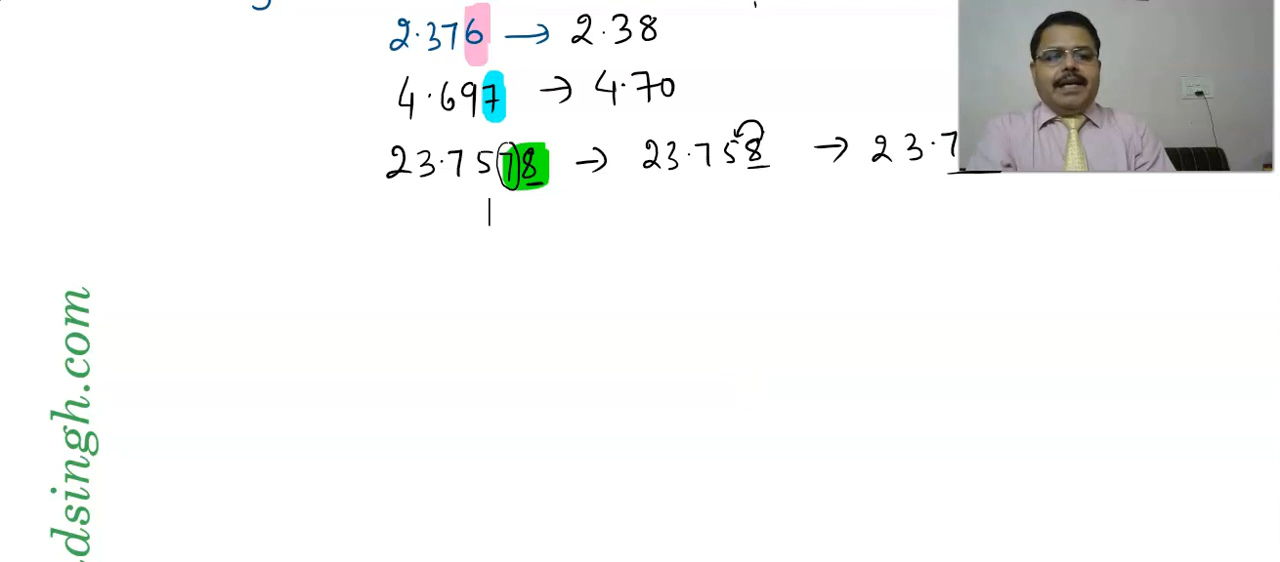 2.376 → 2.38
4.697 → 4.70
23.7578 → 23.758 → 23.7
dsingh.com